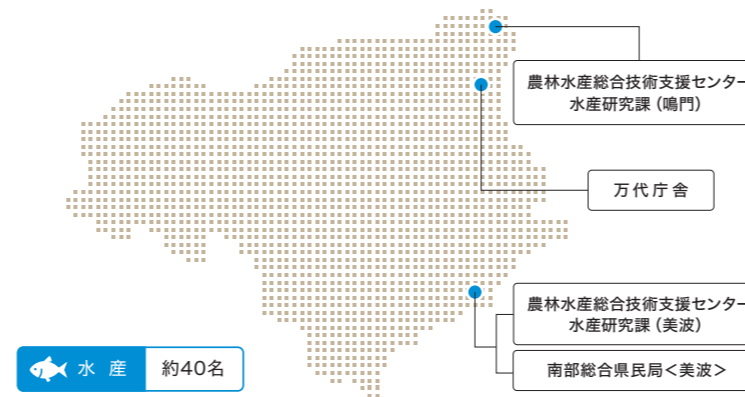 農林水産総合技術支援センター
水産研究課（鳴門）
万代庁舎
農林水産総合技術支援センター
水産研究課（美波）
南部総合県民局＜美波＞
水産 約40名